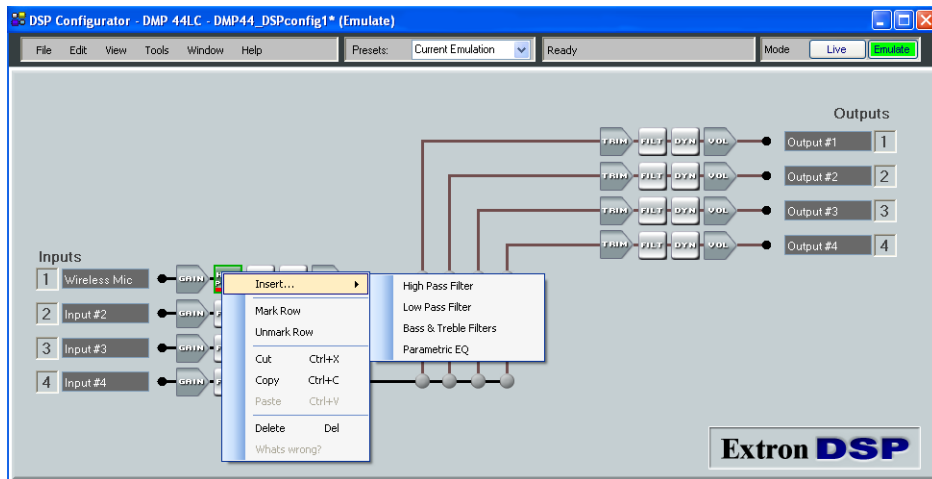 DSP Configurator - DMP 44LC - DMP44_DSPconfig1* (Emulate)
File Edit View Tools Window Help Presets: Current Emulation Ready Mode Live Emulate
Outputs
TRIM FILT DYN VOL Output #1 1
TRIM FILT DYN VOL Output #2 2
TRIM FILT DYN VOL Output #3 3
TRIM FILT DYN VOL Output #4 4
Inputs
1 Wireless Mic GAIN
2 Input #2 GAIN
3 Input #3 GAIN
4 Input #4 GAIN
Insert...
Mark Row
Unmark Row
Cut Ctrl+X
Copy Ctrl+C
Paste Ctrl+V
Delete Del
Whats wrong?
High Pass Filter
Low Pass Filter
Bass & Treble Filters
Parametric EQ
Extron DSP